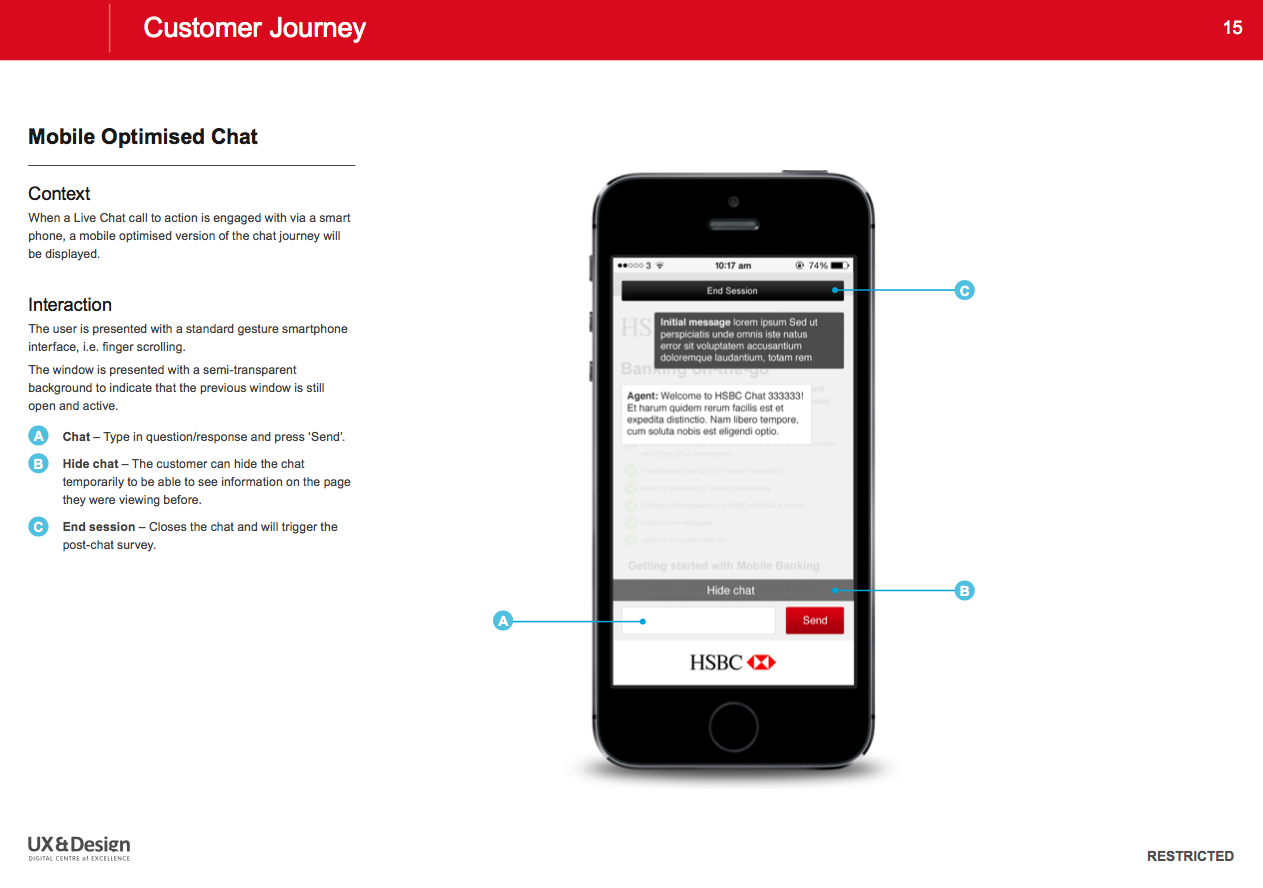 Customer Journey
15
Mobile Optimised Chat
Context
When a Live Chat call to action is engaged with via a smart
phone, a mobile optimised version of the chat journey will
be displayed.
Interaction
The user is presented with a standard gesture smartphone
interface, i.e. finger scrolling.
The window is presented with a semi-transparent
background to indicate that the previous window is still
open and active.
A Chat – Type in question/response and press ‘Send’.
B Hide chat – The customer can hide the chat
temporarily to be able to see information on the page
they were viewing before.
C End session – Closes the chat and will trigger the
post-chat survey.
3 10:17 am 74%
End Session
C
HS
Initial message lorem ipsum Sed ut
perspiciatis unde omnis iste natus
error sit voluptatem accusantium
doloremque laudantium, totam rem
Banking on-the-go
and
Agent: Welcome to HSBC Chat 333333!
Et harum quidem rerum facilis est et
expedita distinctio. Nam libero tempore,
cum soluta nobis est eligendi optio.
Getting started with Mobile Banking
Hide chat
B
A
Send
HSBC
UX&Design
DIGITAL CENTRE of EXCELLENCE
RESTRICTED